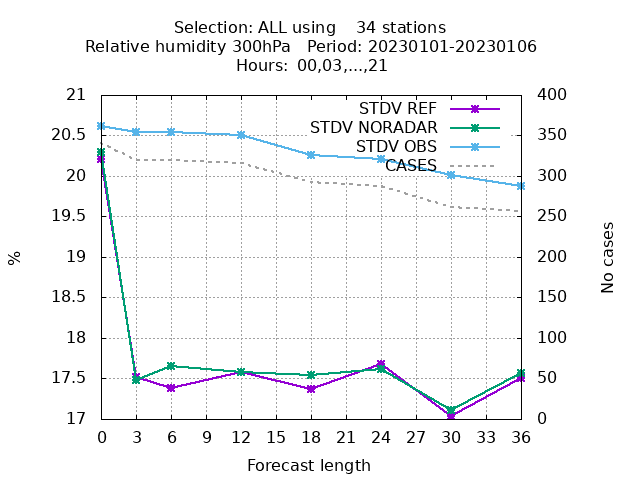 Selection: ALL using    34 stations
Relative humidity 300hPa   Period: 20230101-20230106
Hours: 00,03,...,21
STDV REF
STDV NORADAR
STDV OBS
CASES
21
20.5
20
19.5
19
18.5
18
17.5
17
400
350
300
250
200
150
100
50
0
%
No cases
0 3 6 9 12 15 18 21 24 27 30 33 36
Forecast length